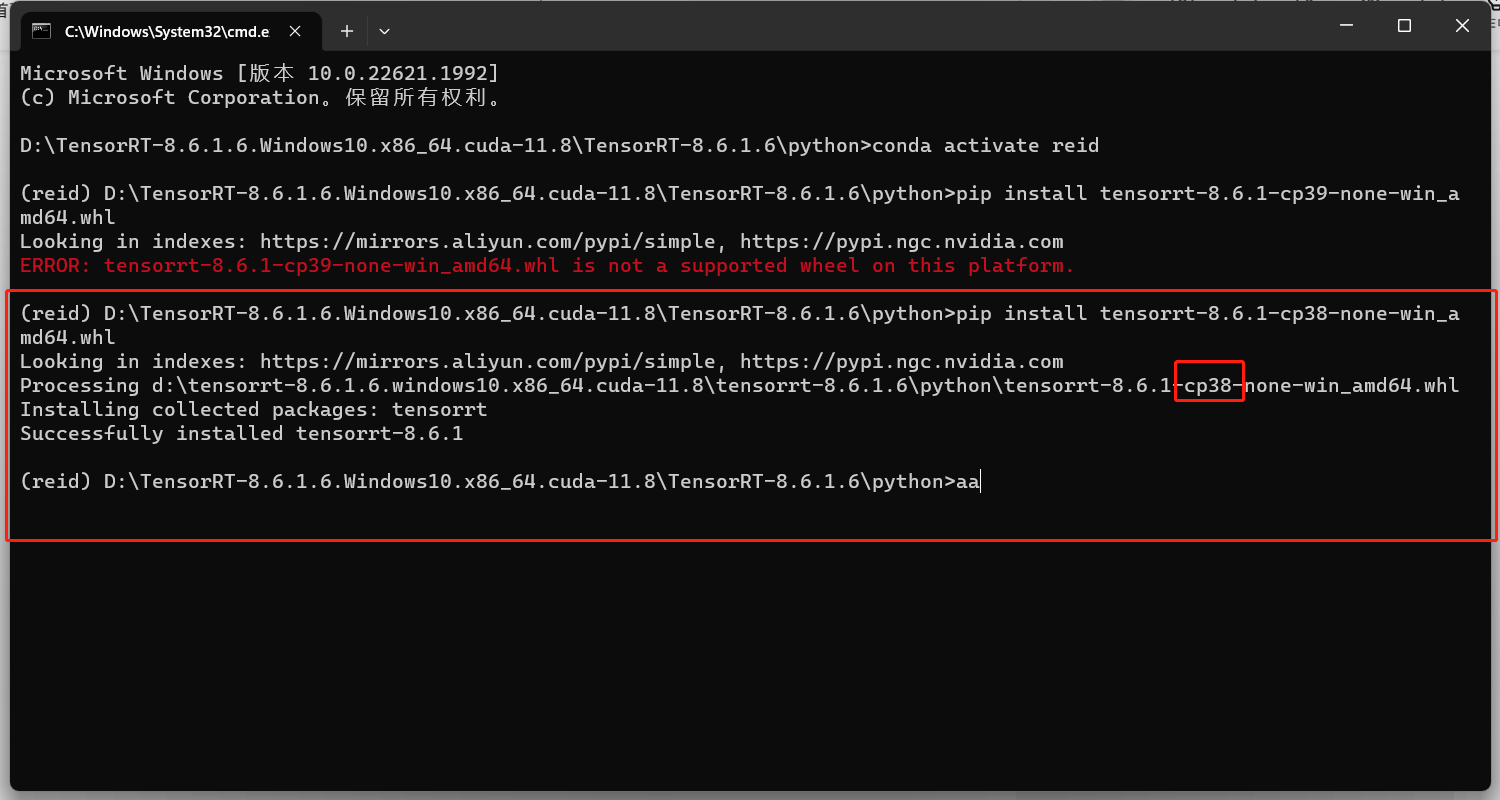 C:\Windows\System32\cmd.e
Microsoft Windows [版本 10.0.22621.1992]
(c) Microsoft Corporation。保留所有权利。
D:\TensorRT-8.6.1.6.Windows10.x86_64.cuda-11.8\TensorRT-8.6.1.6\python>conda activate reid
(reid) D:\TensorRT-8.6.1.6.Windows10.x86_64.cuda-11.8\TensorRT-8.6.1.6\python>pip install tensorrt-8.6.1-cp39-none-win_a
md64.whl
Looking in indexes: https://mirrors.aliyun.com/pypi/simple, https://pypi.ngc.nvidia.com
ERROR: tensorrt-8.6.1-cp39-none-win_amd64.whl is not a supported wheel on this platform.
(reid) D:\TensorRT-8.6.1.6.Windows10.x86_64.cuda-11.8\TensorRT-8.6.1.6\python>pip install tensorrt-8.6.1-cp38-none-win_a
md64.whl
Looking in indexes: https://mirrors.aliyun.com/pypi/simple, https://pypi.ngc.nvidia.com
Processing d:\tensorrt-8.6.1.6.windows10.x86_64.cuda-11.8\tensorrt-8.6.1.6\python\tensorrt-8.6.1-cp38-none-win_amd64.whl
Installing collected packages: tensorrt
Successfully installed tensorrt-8.6.1
(reid) D:\TensorRT-8.6.1.6.Windows10.x86_64.cuda-11.8\TensorRT-8.6.1.6\python>aa